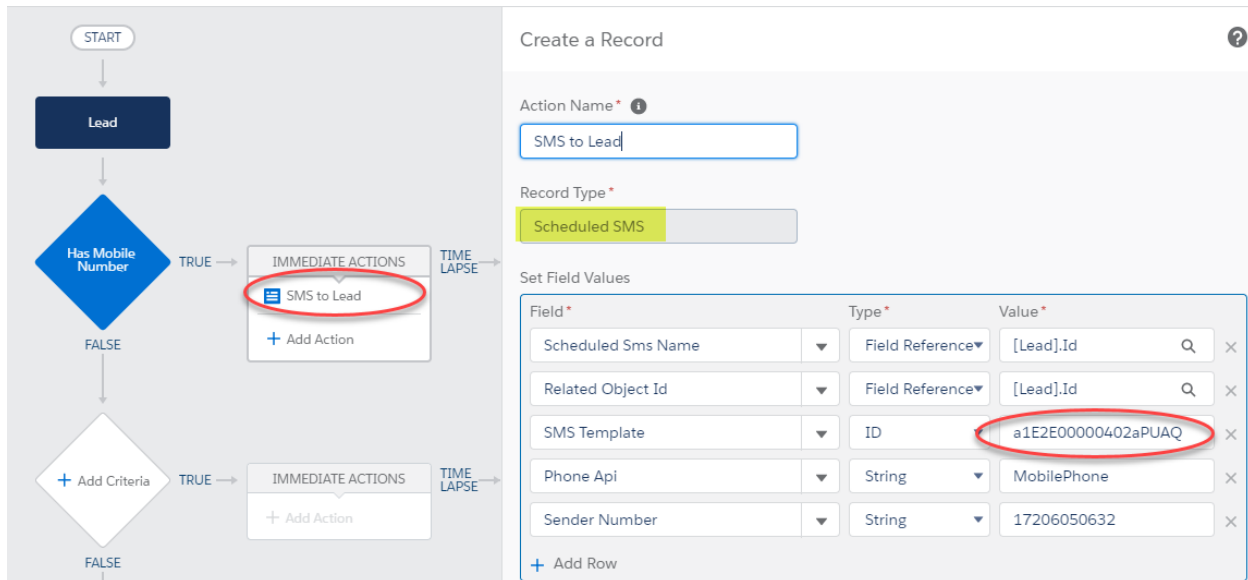 START
Lead
Has Mobile
Number
TRUE
IMMEDIATE ACTIONS
TIME
LAPSE
SMS to Lead
+ Add Action
FALSE
+ Add Criteria
TRUE
IMMEDIATE ACTIONS
TIME
LAPSE
+ Add Action
FALSE
Create a Record
?
Action Name* i
SMS to Lead
Record Type*
Scheduled SMS
Set Field Values
Field* Type* Value*
Scheduled Sms Name Field Reference [Lead].Id
Related Object Id Field Reference [Lead].Id
SMS Template ID a1E2E00000402aPUAQ
Phone Api String MobilePhone
Sender Number String 17206050632
+ Add Row